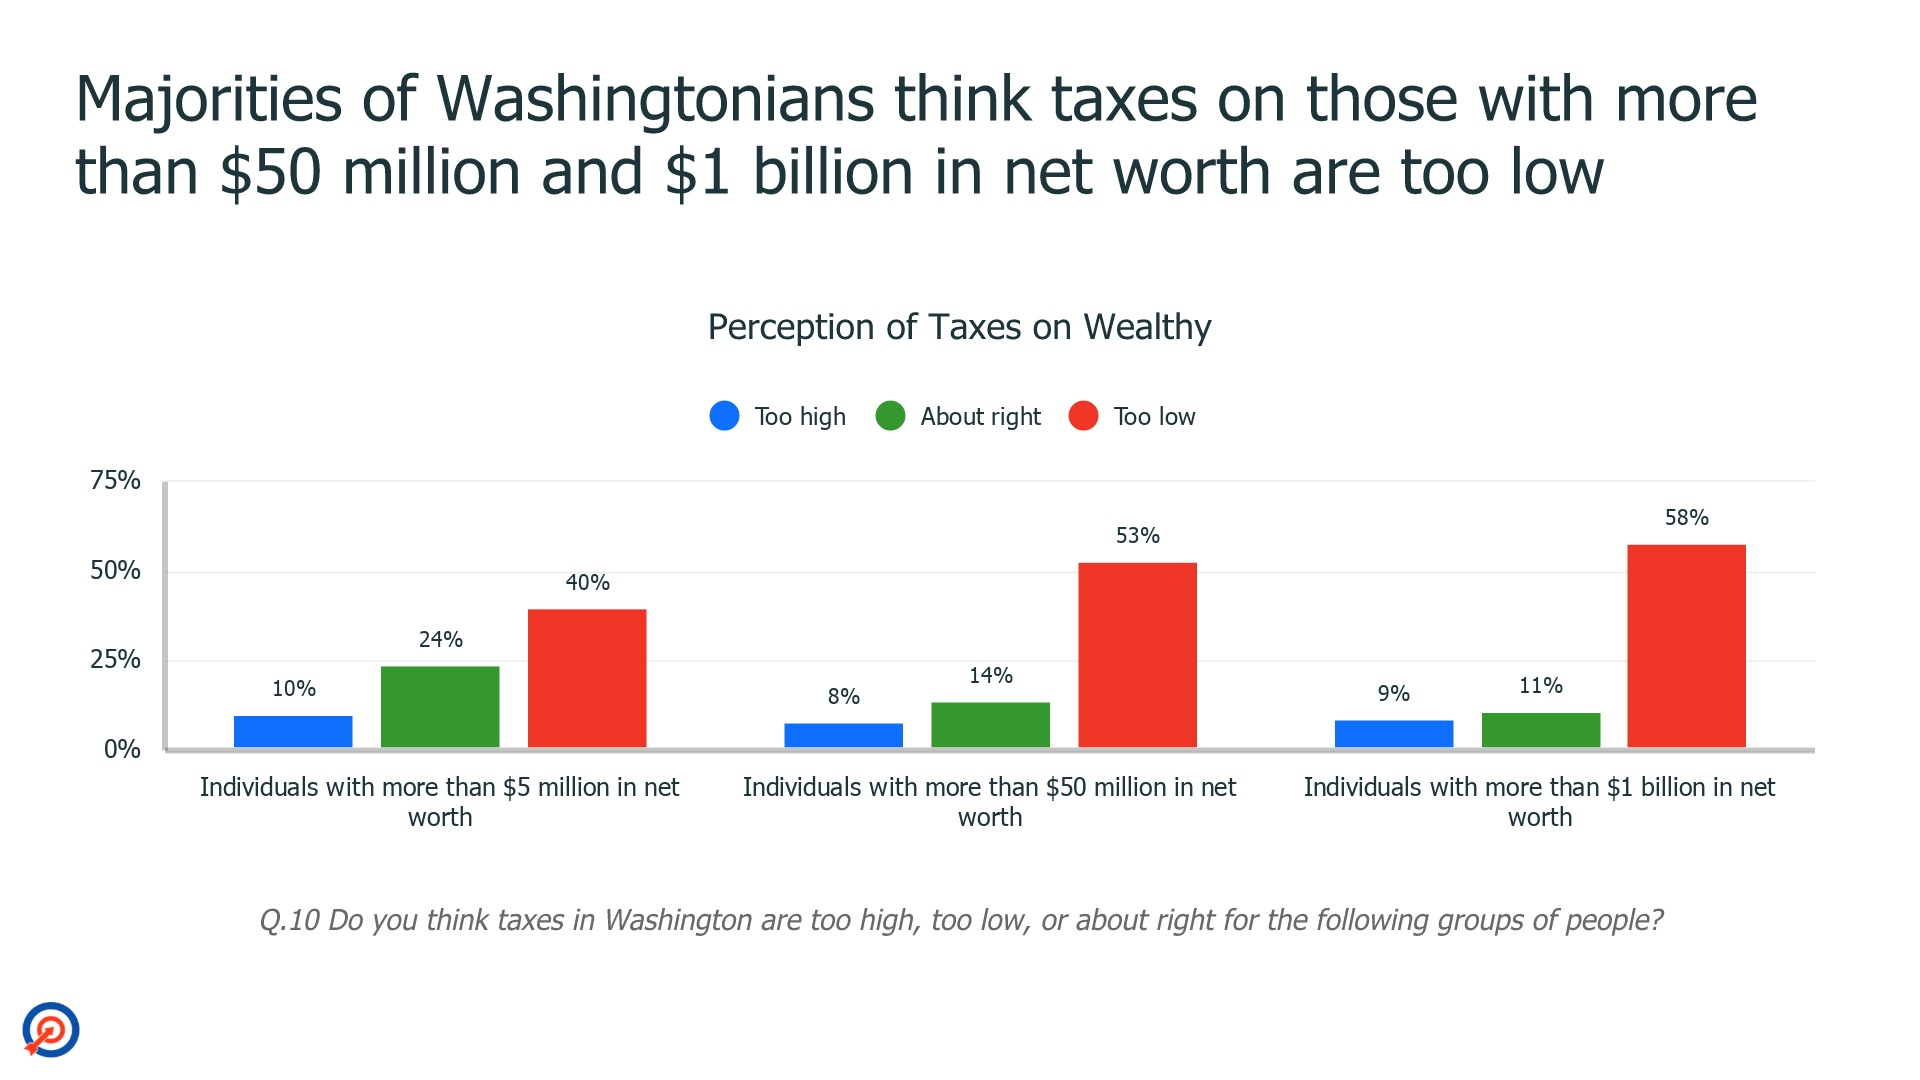 Majorities of Washingtonians think taxes on those with more
than $50 million and $1 billion in net worth are too low
Perception of Taxes on Wealthy
Too high
About right
Too low
75%
50%
25%
0%
10%
24%
40%
8%
14%
53%
9%
11%
58%
Individuals with more than $5 million in net
worth
Individuals with more than $50 million in net
worth
Individuals with more than $1 billion in net
worth
Q.10 Do you think taxes in Washington are too high, too low, or about right for the following groups of people?